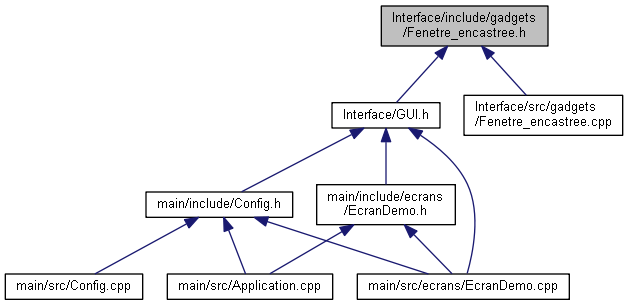 Interface/include/gadgets
/Fenetre_encastree.h
Interface/GUI.h
Interface/src/gadgets
/Fenetre_encastree.cpp
main/include/Config.h
main/include/ecrans
/EcranDemo.h
main/src/Config.cpp
main/src/Application.cpp
main/src/ecrans/EcranDemo.cpp